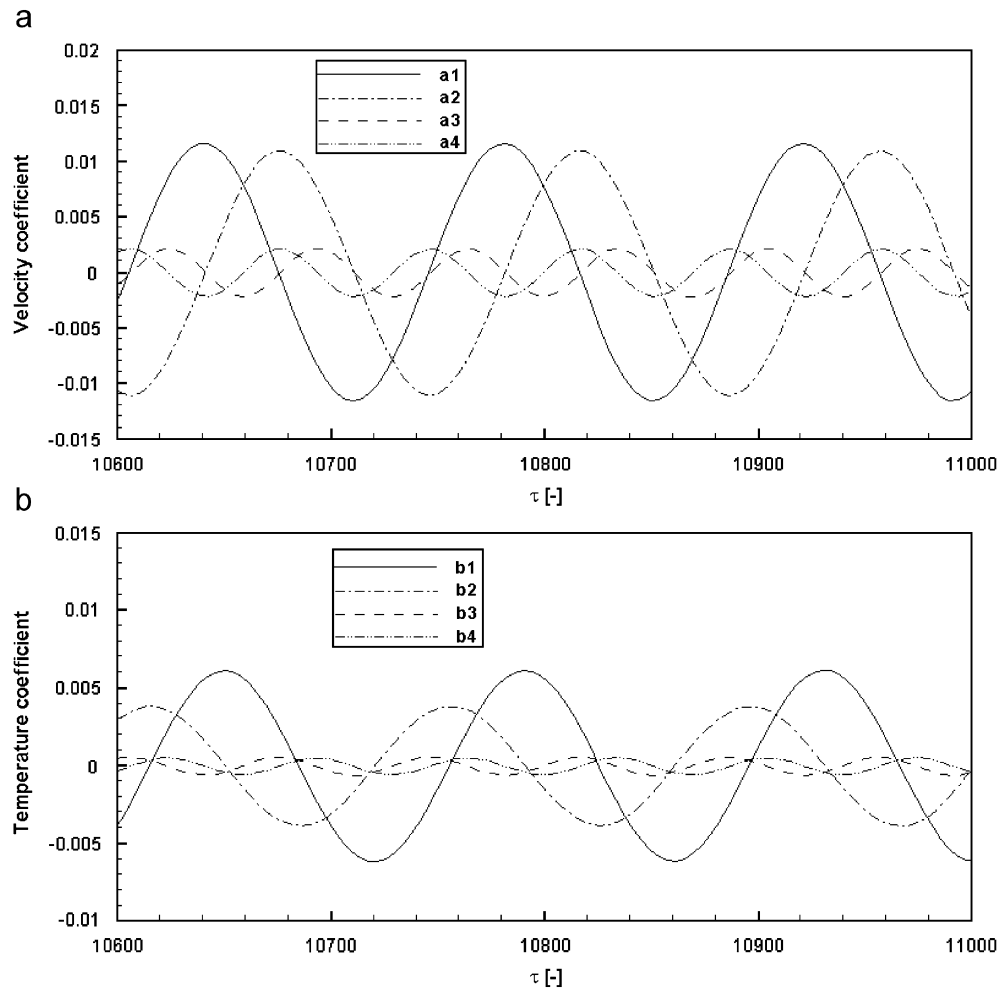 a
0.02
0.015
0.01
0.005
0
-0.005
-0.01
-0.015
Velocity coefficient
a1
a2
a3
a4
10600
10700
10800
10900
11000
τ [-]
b
0.015
0.01
0.005
0
-0.005
-0.01
Temperature coefficient
b1
b2
b3
b4
10600
10700
10800
10900
11000
τ [-]